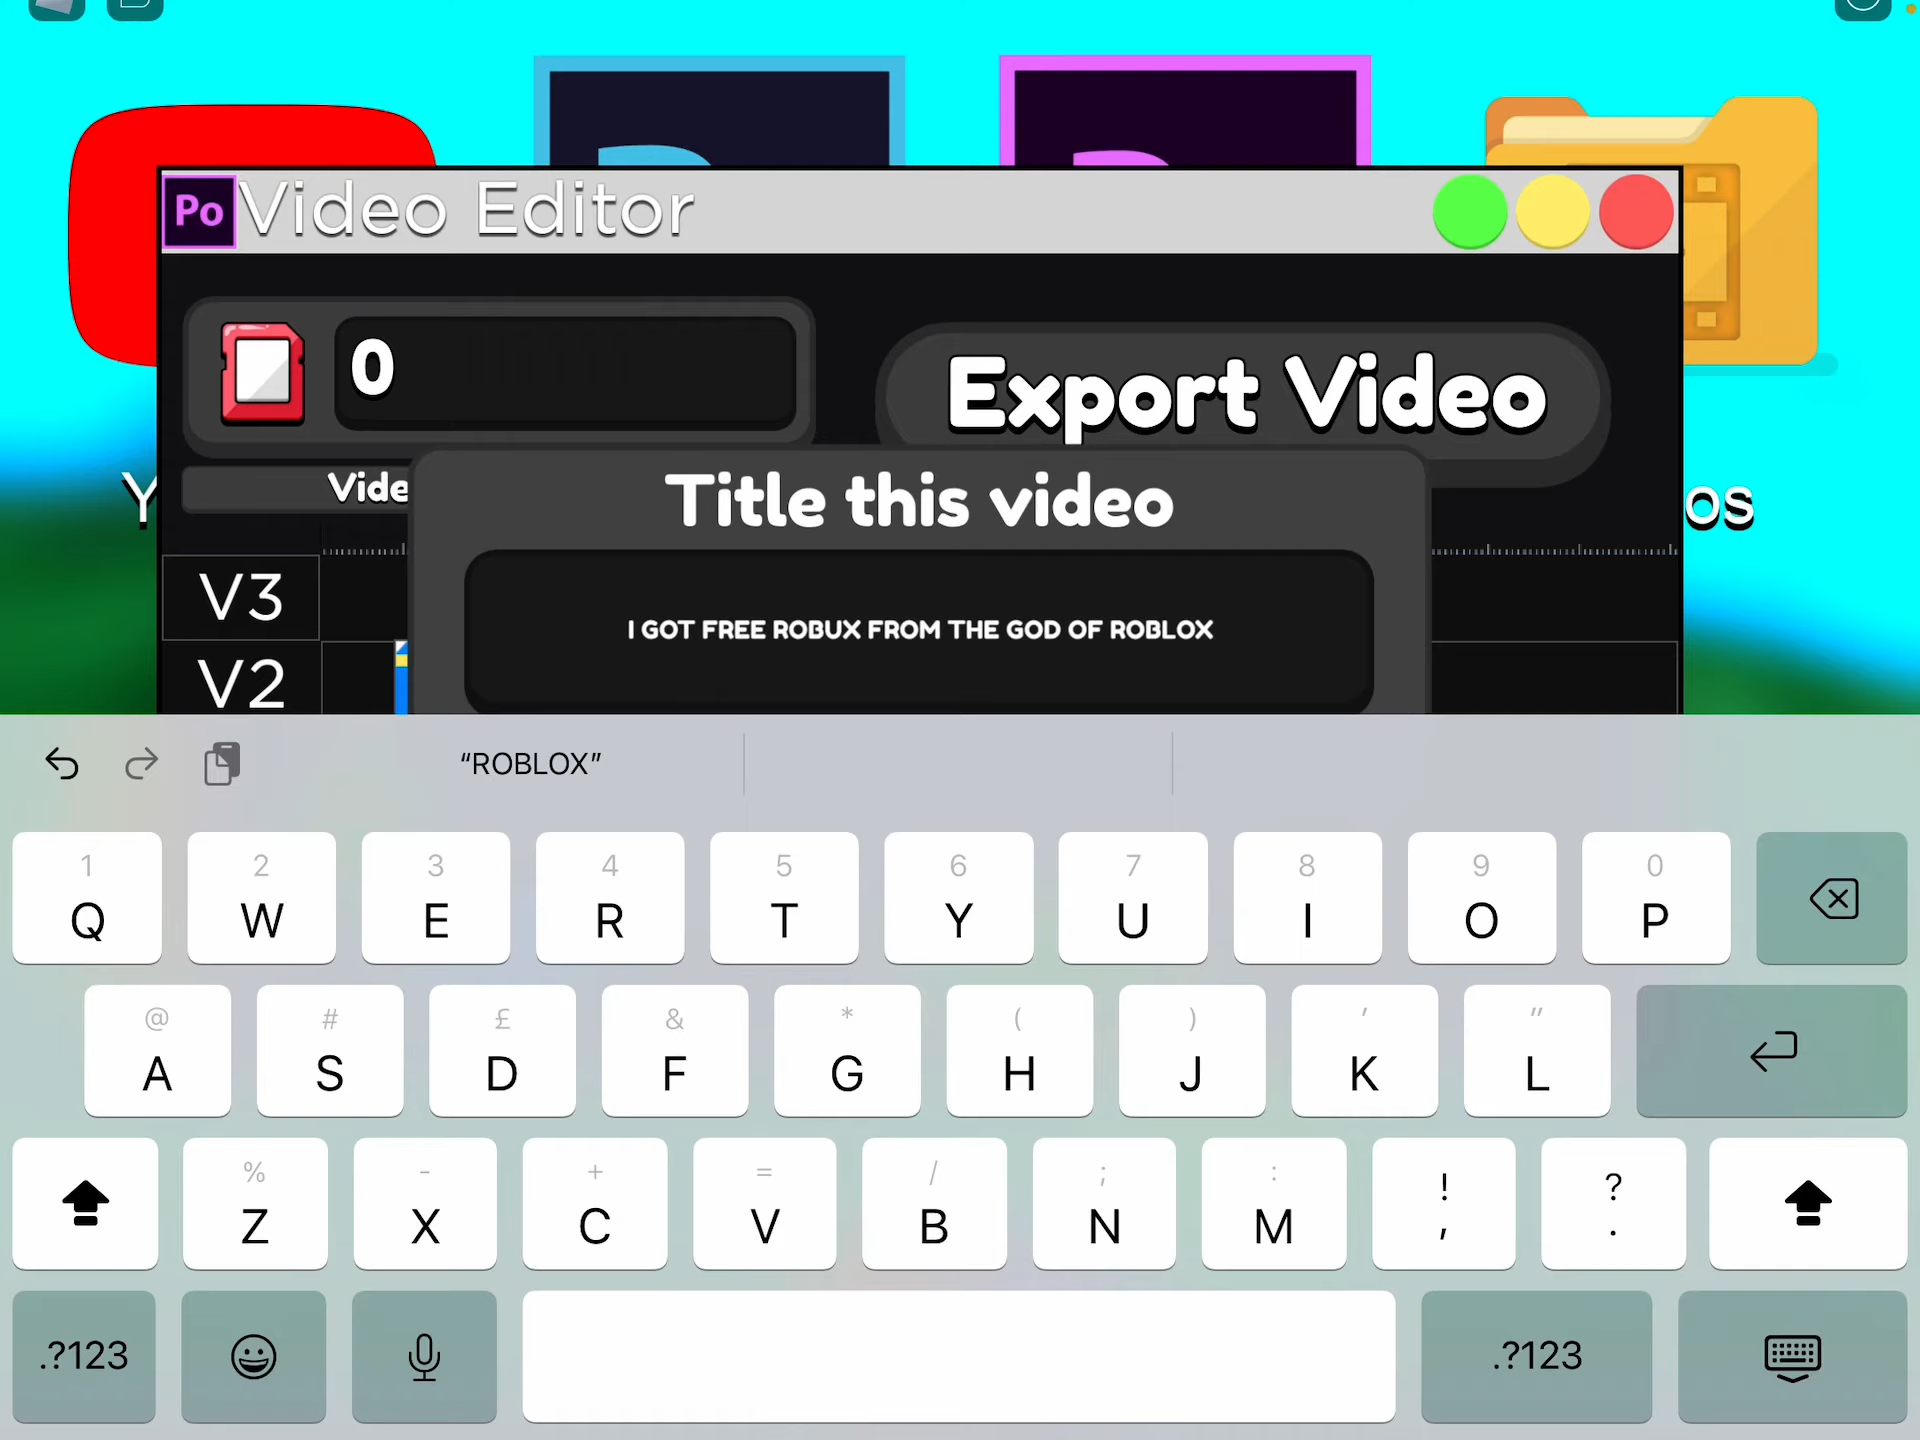 Po Video Editor
0
Export Video
Vide
Title this video
Y
os
V3
I GOT FREE ROBUX FROM THE GOD OF ROBLOX
V2
“ROBLOX”
1 2 3 4 5 6 7 8 9 0
Q W E R T Y U I O P
@ # £ & * ( ) ' "
A S D F G H J K L
% - + = / ; : ! ?
Z X C V B N M , .
.?123 .?123